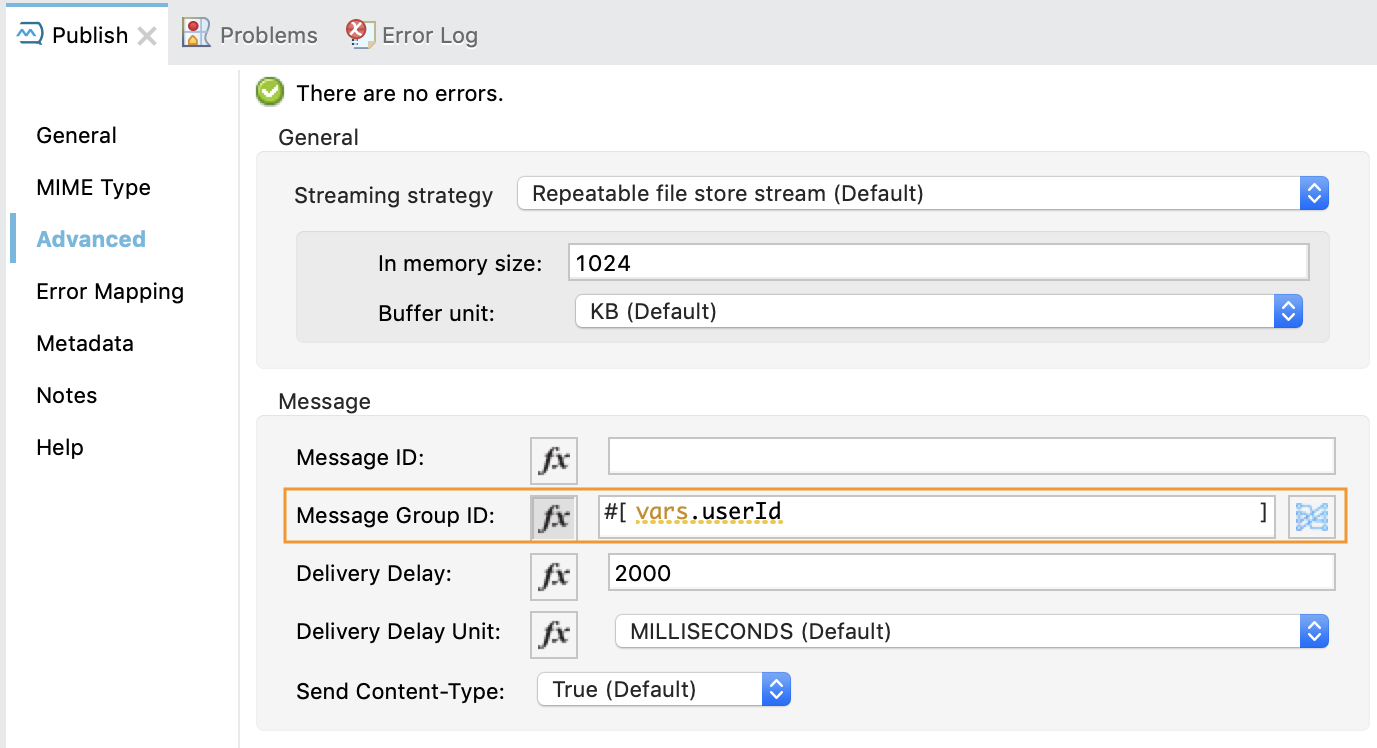 Publish Problems Error Log
There are no errors.
General
MIME Type
Advanced
Error Mapping
Metadata
Notes
Help
General
Streaming strategy Repeatable file store stream (Default)
In memory size: 1024
Buffer unit: KB (Default)
Message
Message ID: fx
Message Group ID: fx #[ vars.userId ]
Delivery Delay: fx 2000
Delivery Delay Unit: fx MILLISECONDS (Default)
Send Content-Type: True (Default)